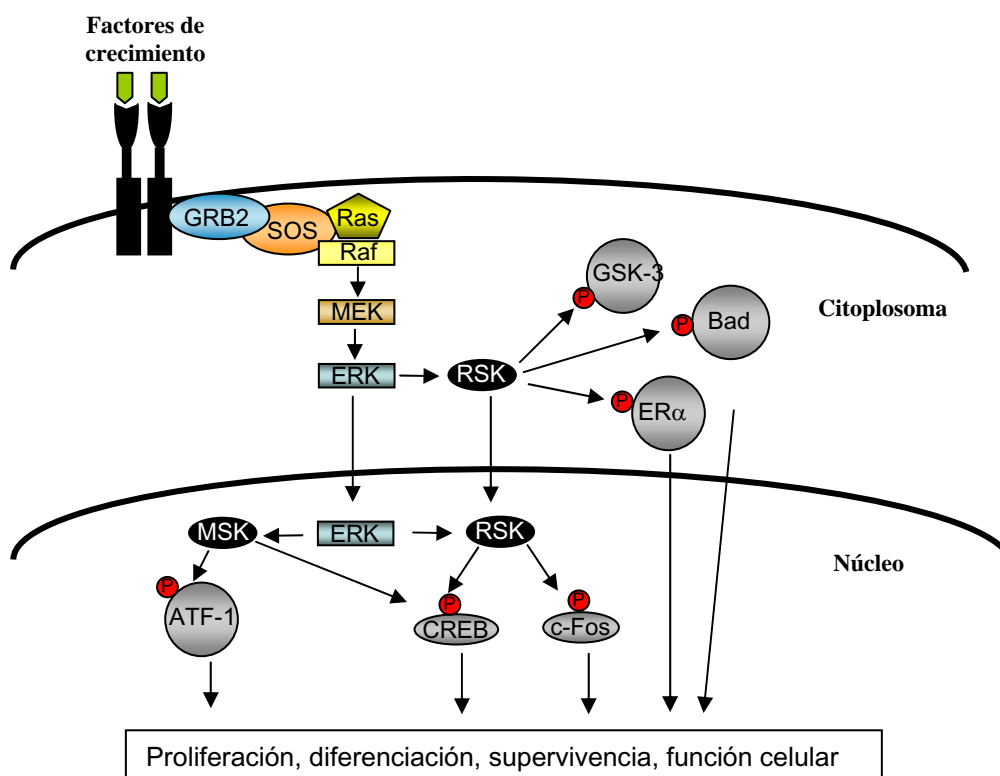 Factores de
crecimiento
GRB2
SOS
Ras
Raf
MEK
ERK
RSK
GSK-3
P
Bad
P
ERα
P
Citoplosoma
MSK
ERK
RSK
Núcleo
P
ATF-1
P
CREB
P
c-Fos
Proliferación, diferenciación, supervivencia, función celular